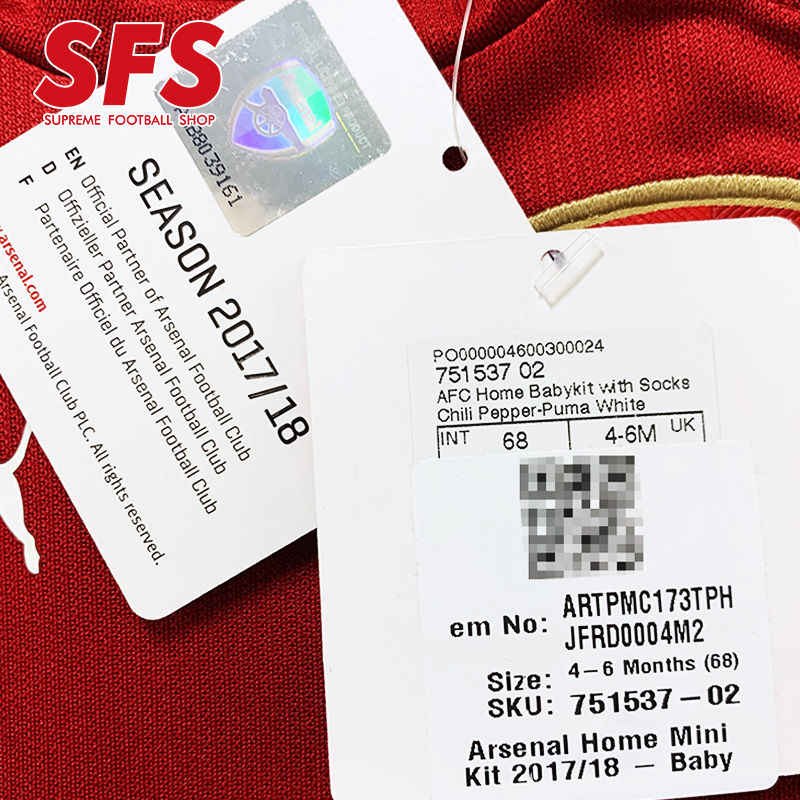 SFS
SUPREME FOOTBALL SHOP
Arsenal
PRODUCT
B8039161
SEASON 2017/18
EN Official Partner of Arsenal Football Club
D Offizieller Partner Arsenal Football Club
F Partenaire Officiel du Arsenal Football Club
.arsenal.com
Arsenal Football Club PLC. All rights reserved.
PO000004600300024
751537 02
AFC Home Babykit with Socks
Chili Pepper-Puma White
INT 68 4-6M UK
em No: ARTPMC173TPH
JFRD0004M2
Size: 4-6 Months (68)
SKU: 751537-02
Arsenal Home Mini
Kit 2017/18 - Baby